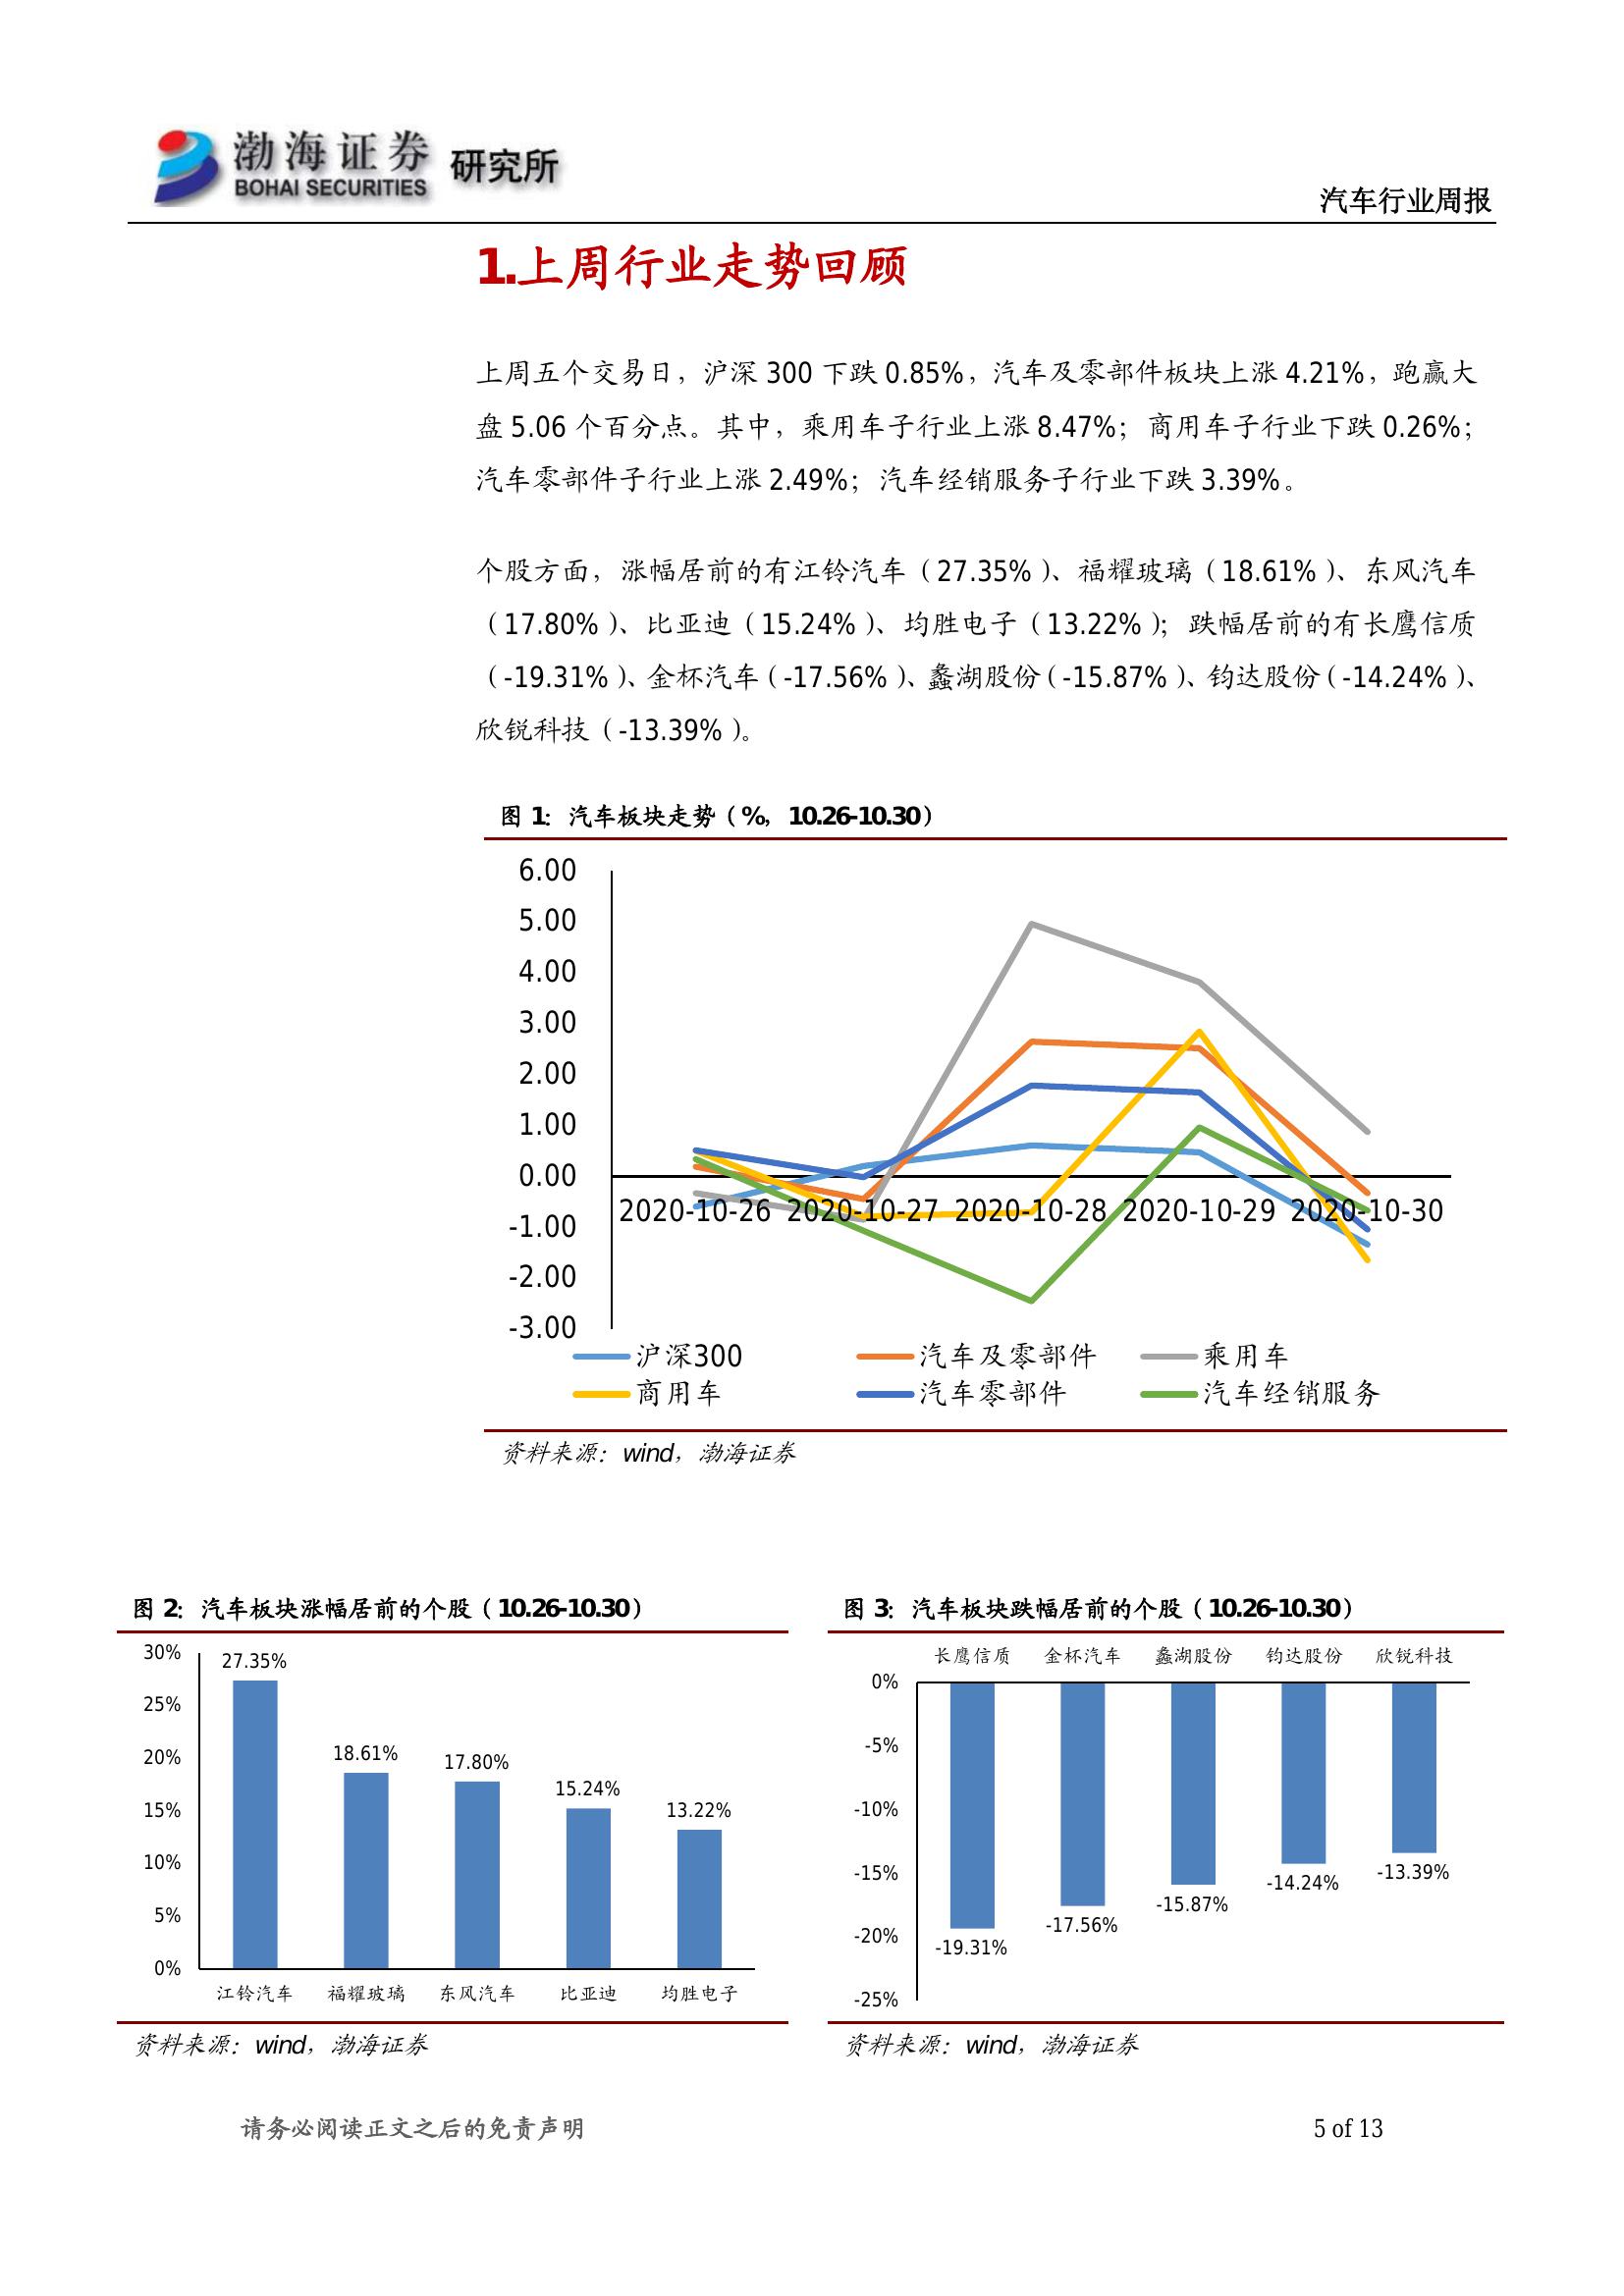 渤海证券 研究所
BOHAI SECURITIES
汽车行业周报
1.上周行业走势回顾
上周五个交易日，沪深 300 下跌 0.85%，汽车及零部件板块上涨 4.21%，跑赢大
盘 5.06 个百分点。其中，乘用车子行业上涨 8.47%；商用车子行业下跌 0.26%；
汽车零部件子行业上涨 2.49%；汽车经销服务子行业下跌 3.39%。
个股方面，涨幅居前的有江铃汽车（27.35%）、福耀玻璃（18.61%）、东风汽车
（17.80%）、比亚迪（15.24%）、均胜电子（13.22%）；跌幅居前的有长鹰信质
（-19.31%）、金杯汽车（-17.56%）、蠡湖股份（-15.87%）、钧达股份（-14.24%）、
欣锐科技（-13.39%）。
图 1：汽车板块走势（%，10.26-10.30）
6.00
5.00
4.00
3.00
2.00
1.00
0.00
-1.00
-2.00
-3.00
2020-10-26 2020-10-27 2020-10-28 2020-10-29 2020-10-30
沪深300 汽车及零部件 乘用车
商用车 汽车零部件 汽车经销服务
资料来源：wind，渤海证券
图 2：汽车板块涨幅居前的个股（10.26-10.30）
30%
25%
20%
15%
10%
5%
0%
27.35%
18.61%
17.80%
15.24%
13.22%
江铃汽车 福耀玻璃 东风汽车 比亚迪 均胜电子
资料来源：wind，渤海证券
图 3：汽车板块跌幅居前的个股（10.26-10.30）
长鹰信质 金杯汽车 蠡湖股份 钧达股份 欣锐科技
0%
-5%
-10%
-15%
-20%
-25%
-19.31%
-17.56%
-15.87%
-14.24%
-13.39%
资料来源：wind，渤海证券
请务必阅读正文之后的免责声明
5 of 13